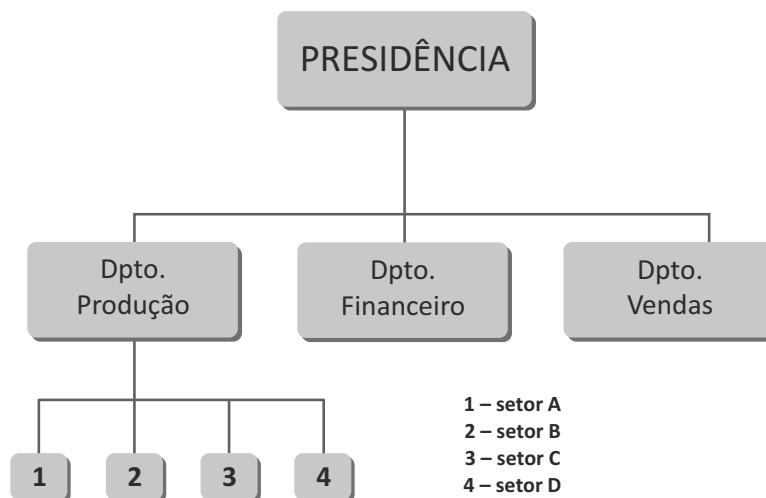 PRESIDÊNCIA
Dpto.
Produção
Dpto.
Financeiro
Dpto.
Vendas
1 – setor A
2 – setor B
3 – setor C
4 – setor D
1
2
3
4